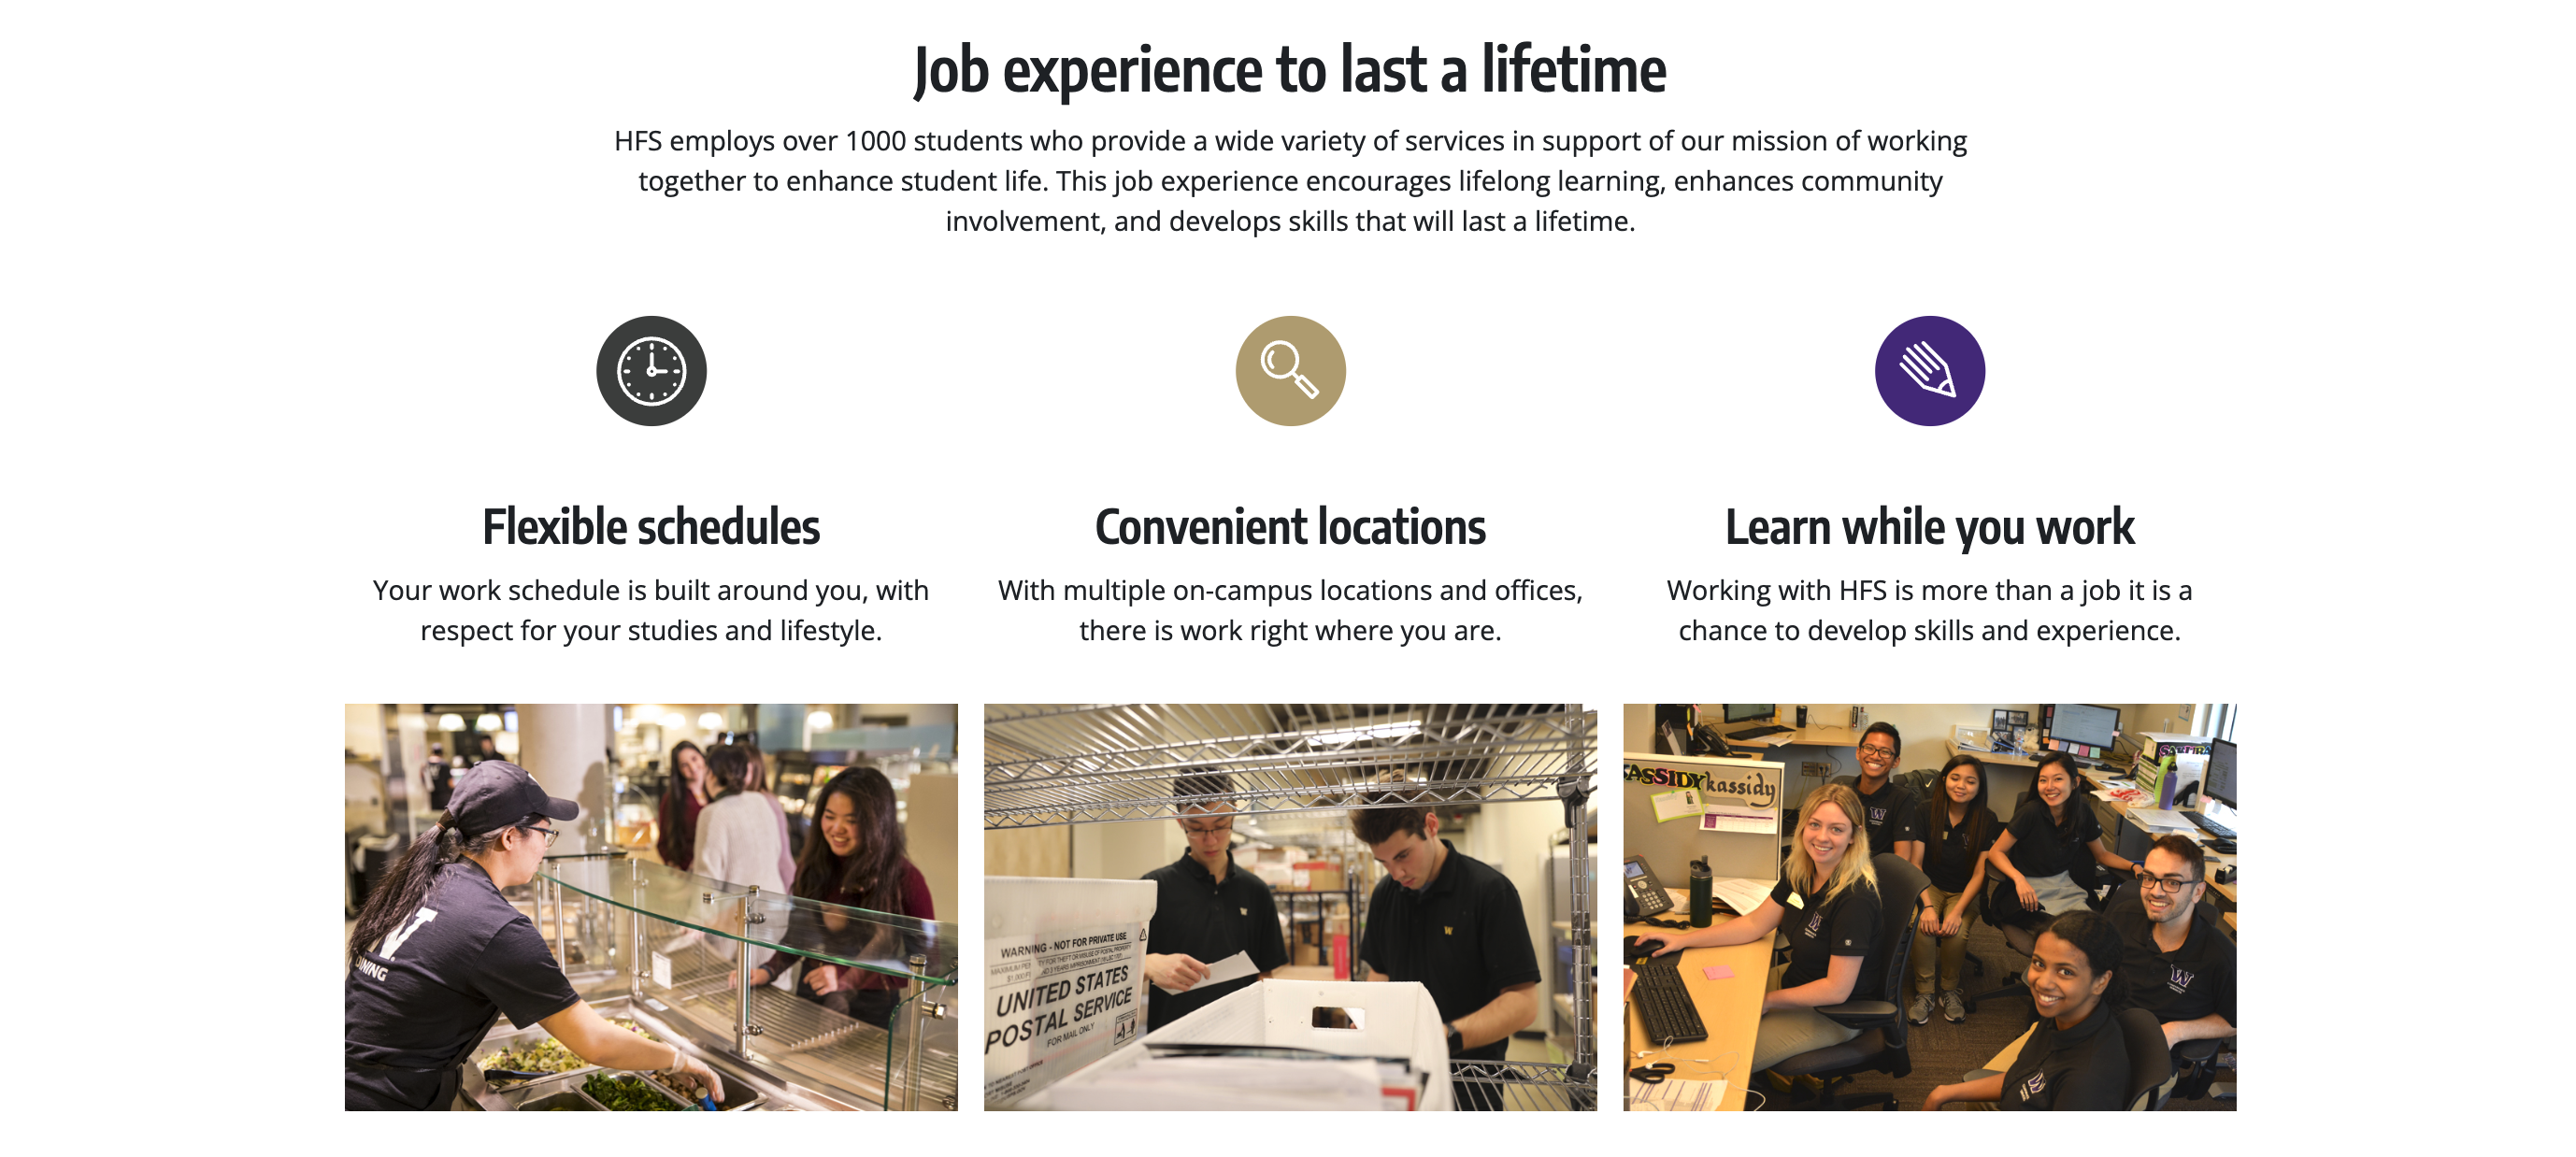 Job experience to last a lifetime
HFS employs over 1000 students who provide a wide variety of services in support of our mission of working
together to enhance student life. This job experience encourages lifelong learning, enhances community
involvement, and develops skills that will last a lifetime.
Flexible schedules
Your work schedule is built around you, with
respect for your studies and lifestyle.
Convenient locations
With multiple on-campus locations and offices,
there is work right where you are.
Learn while you work
Working with HFS is more than a job it is a
chance to develop skills and experience.
W
DINING
WARNING - NOT FOR PRIVATE USE
UNITED STATES
POSTAL SERVICE
FOR MAIL ONLY
W
W
kassidy
W
W